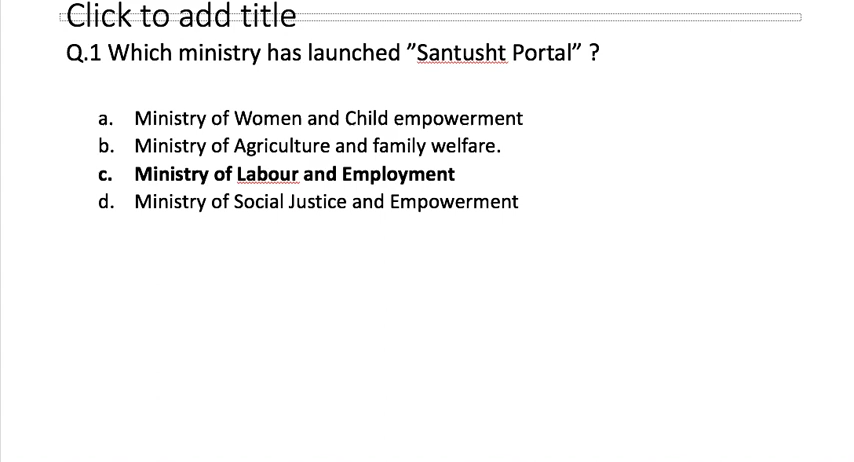 Click to add title
Q.1 Which ministry has launched ”Santusht Portal” ?
a. Ministry of Women and Child empowerment
b. Ministry of Agriculture and family welfare.
c. Ministry of Labour and Employment
d. Ministry of Social Justice and Empowerment